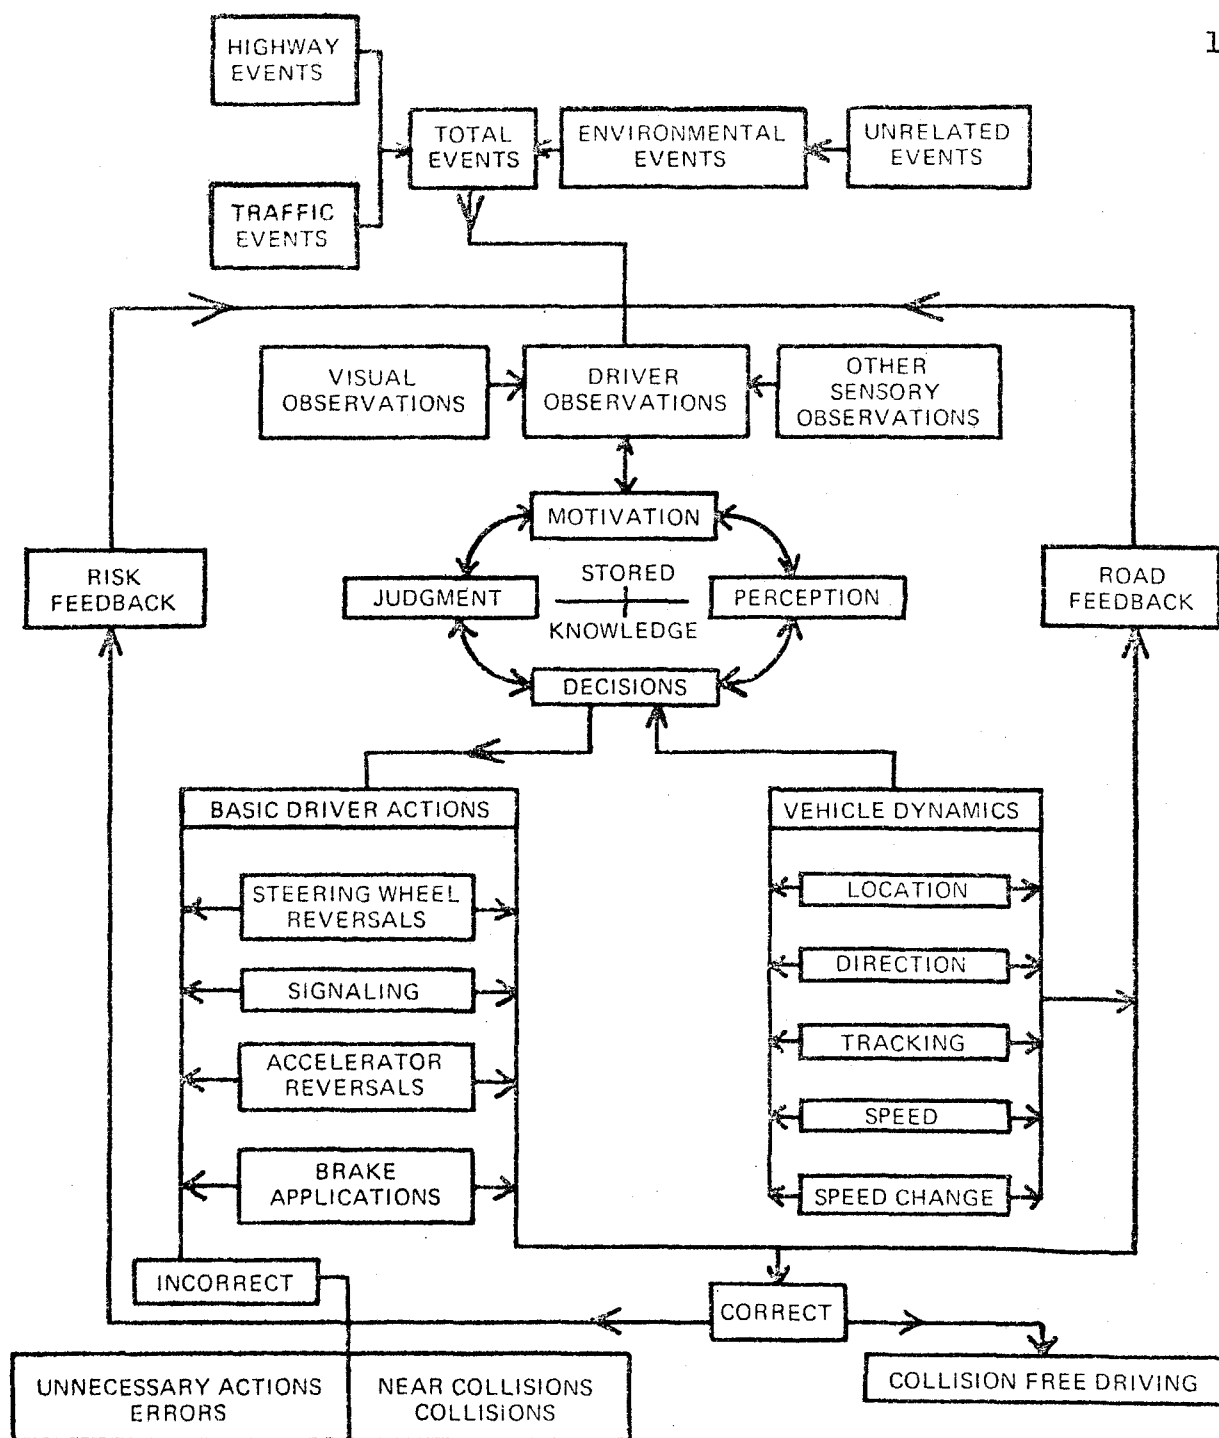 1
HIGHWAY
EVENTS
TOTAL
EVENTS
ENVIRONMENTAL
EVENTS
UNRELATED
EVENTS
TRAFFIC
EVENTS
VISUAL
OBSERVATIONS
DRIVER
OBSERVATIONS
OTHER
SENSORY
OBSERVATIONS
MOTIVATION
RISK
FEEDBACK
JUDGMENT
STORED
KNOWLEDGE
PERCEPTION
ROAD
FEEDBACK
DECISIONS
BASIC DRIVER ACTIONS
STEERING WHEEL
REVERSALS
SIGNALING
ACCELERATOR
REVERSALS
BRAKE
APPLICATIONS
VEHICLE DYNAMICS
LOCATION
DIRECTION
TRACKING
SPEED
SPEED CHANGE
INCORRECT
CORRECT
UNNECESSARY ACTIONS
ERRORS
NEAR COLLISIONS
COLLISIONS
COLLISION FREE DRIVING